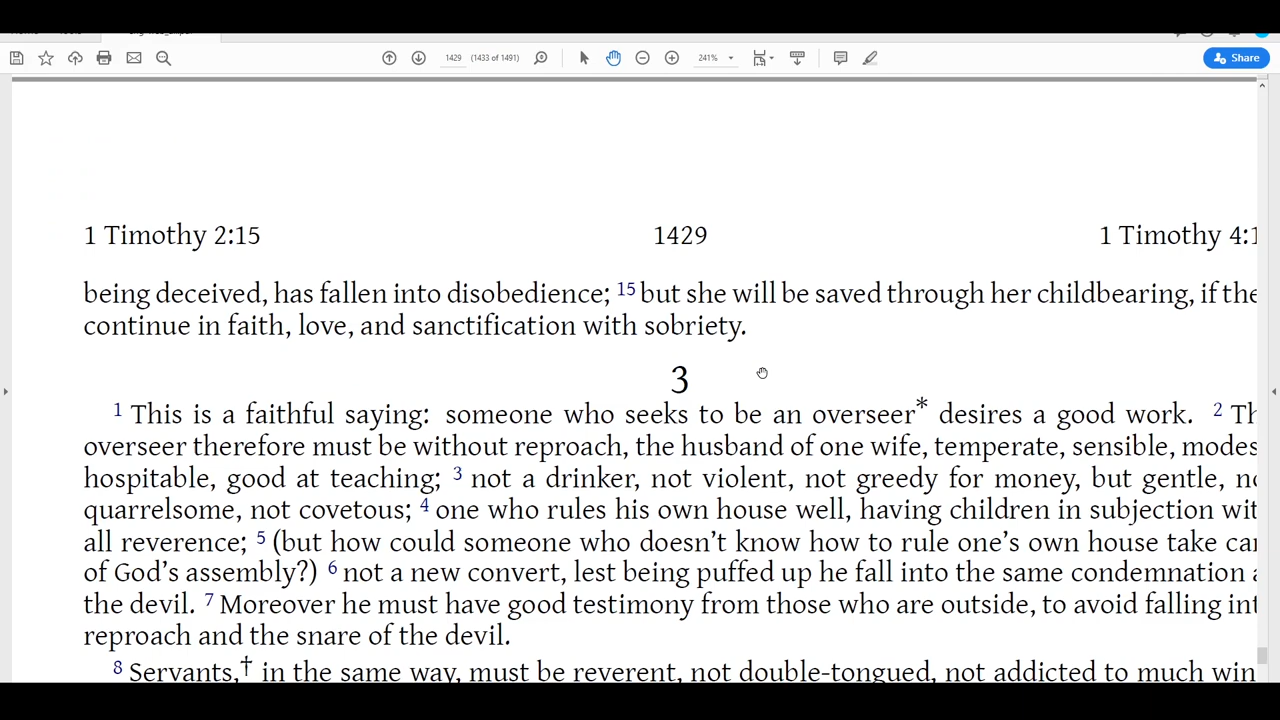 1429 (1433 of 1491) 241% Share
1 Timothy 2:15 1429 1 Timothy 4:1
being deceived, has fallen into disobedience; 15 but she will be saved through her childbearing, if the
continue in faith, love, and sanctification with sobriety.
3
1 This is a faithful saying: someone who seeks to be an overseer* desires a good work. 2 Th
overseer therefore must be without reproach, the husband of one wife, temperate, sensible, modes
hospitable, good at teaching; 3 not a drinker, not violent, not greedy for money, but gentle, no
quarrelsome, not covetous; 4 one who rules his own house well, having children in subjection wit
all reverence; 5 (but how could someone who doesn’t know how to rule one’s own house take car
of God’s assembly?) 6 not a new convert, lest being puffed up he fall into the same condemnation a
the devil. 7 Moreover he must have good testimony from those who are outside, to avoid falling int
reproach and the snare of the devil.
8 Servants,† in the same way, must be reverent, not double-tongued, not addicted to much win